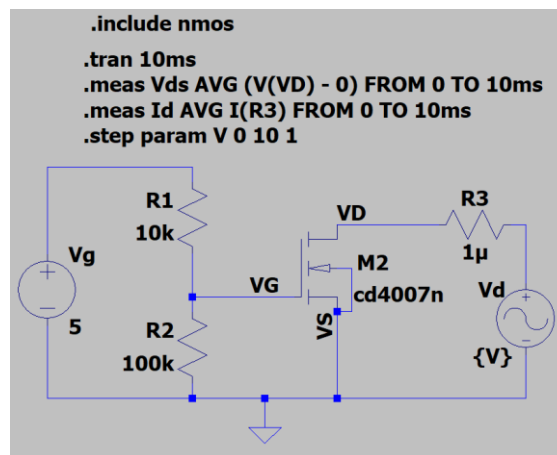 .include nmos
.tran 10ms
.meas Vds AVG (V(VD) - 0) FROM 0 TO 10ms
.meas Id AVG I(R3) FROM 0 TO 10ms
.step param V 0 10 1
R1
10k
Vg
5
R2
100k
VG
VD
M2
cd4007n
VS
R3
1µ
Vd
{V}